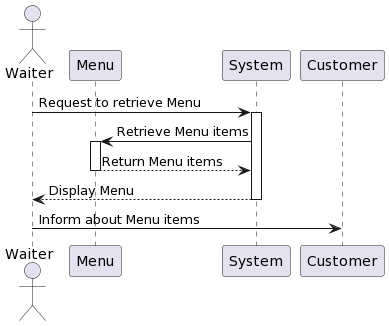 Waiter
Menu
System
Customer
Request to retrieve Menu
Retrieve Menu items
Return Menu items
Display Menu
Inform about Menu items
Waiter
Menu
System
Customer